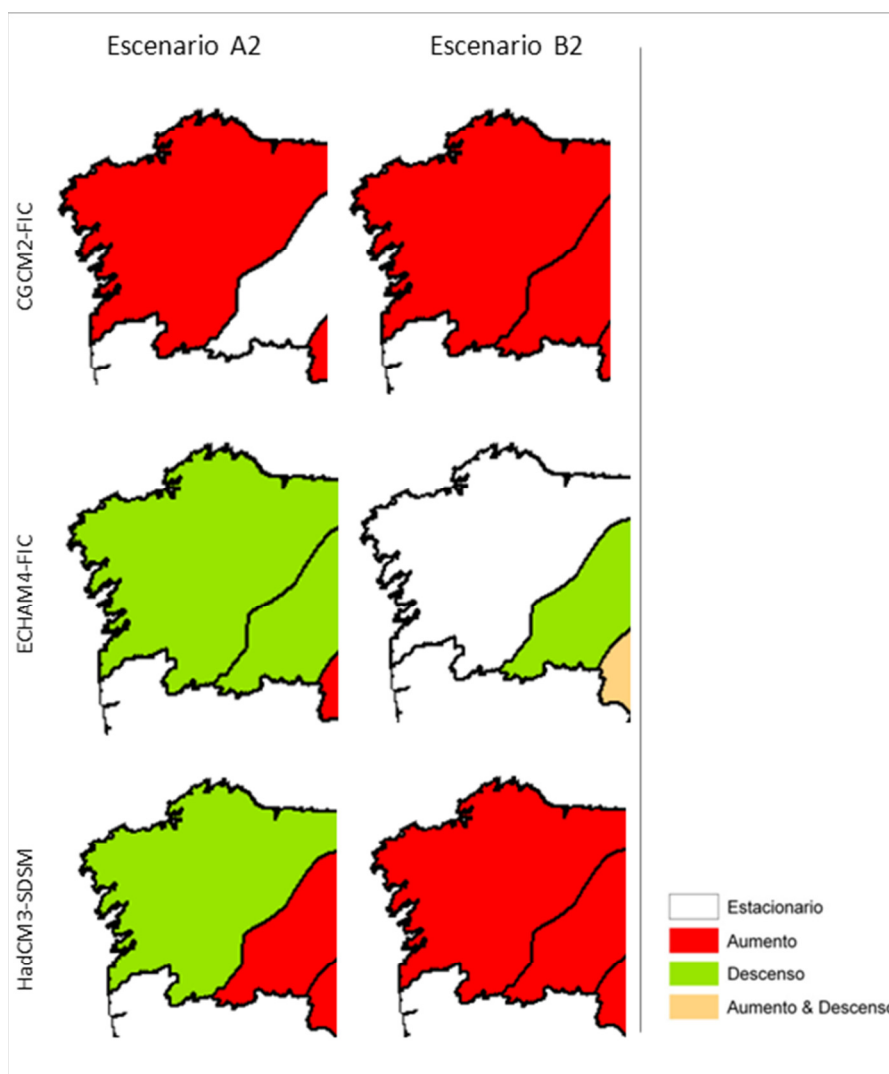 Escenario A2
Escenario B2
CGCM2-FIC
ECHAM4-FIC
HadCM3-SDSM
Estacionario
Aumento
Descenso
Aumento & Descenso